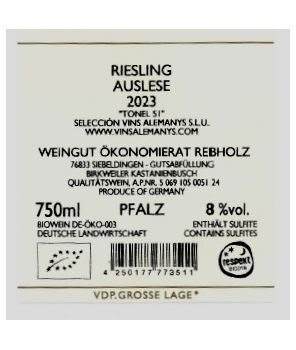 RIESLING
AUSLESE
2023
"TONEL 51"
SELECCIÓN VINS ALEMANYS S.L.U.
WWW.VINSALEMANYS.COM
WEINGUT ÖKONOMIERAT REBHOLZ
76833 SIEBELDINGEN - GUTSABFÜLLUNG
BIRKWEILER KASTANIENBUSCH
QUALITÄTSWEIN, A.P.NR. 5 069 105 0051 24
PRODUCE OF GERMANY
750ml PFALZ 8 %vol.
BIOWEIN DE-ÖKO-003 ENTHÄLT SULFITE
DEUTSCHE LANDWIRTSCHAFT CONTAINS SULFITES
respekt
BIODYN
4 250177 773511
VDP.GROSSE LAGE®